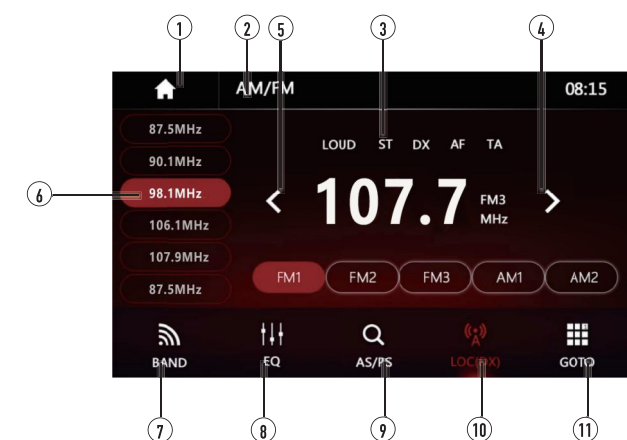 1 2 5 3 4
AM/FM 08:15
87.5MHz
90.1MHz
98.1MHz
106.1MHz
107.9MHz
87.5MHz
LOUD ST DX AF TA
107.7 FM3 MHz
FM1 FM2 FM3 AM1 AM2
6
BAND EQ AS/PS LOC(DX) GOTO
7 8 9 10 11